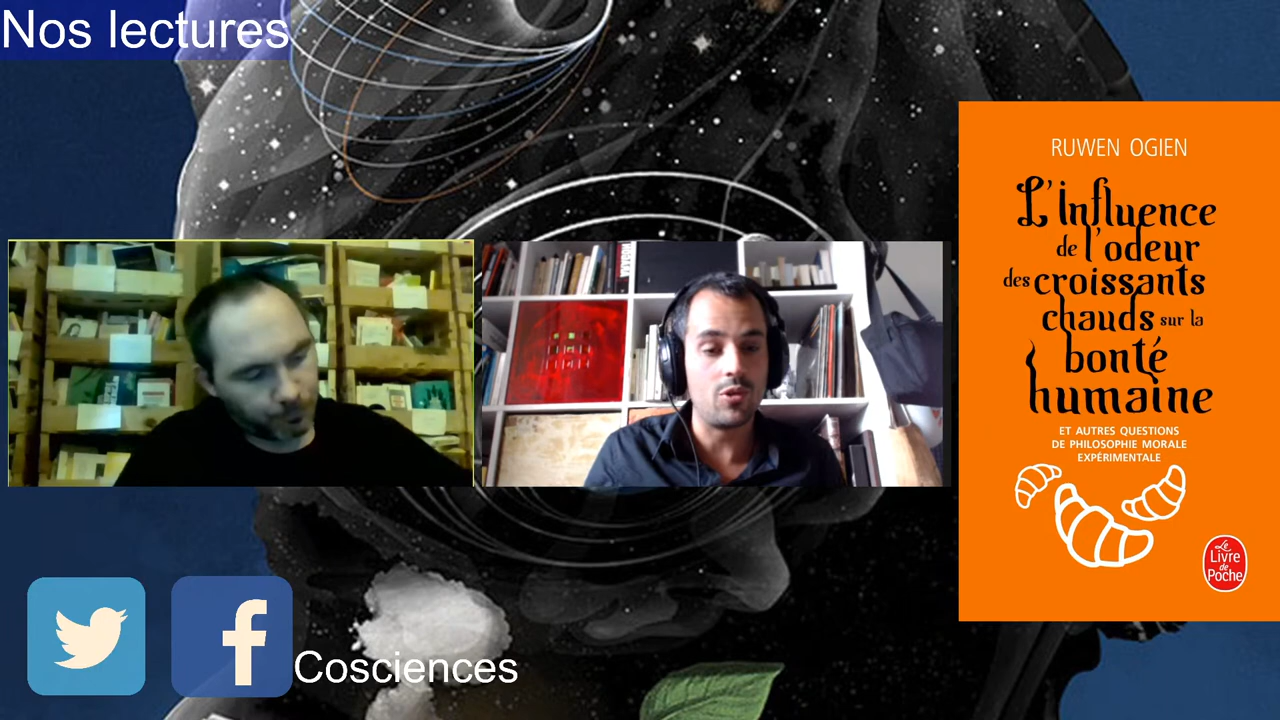 Nos lectures
RUWEN OGIEN
L'influence
de l'odeur
des croissants
chauds sur la
bonté
humaine
ET AUTRES QUESTIONS
DE PHILOSOPHIE MORALE
EXPÉRIMENTALE
Le
Livre
de
Poche
Cosciences